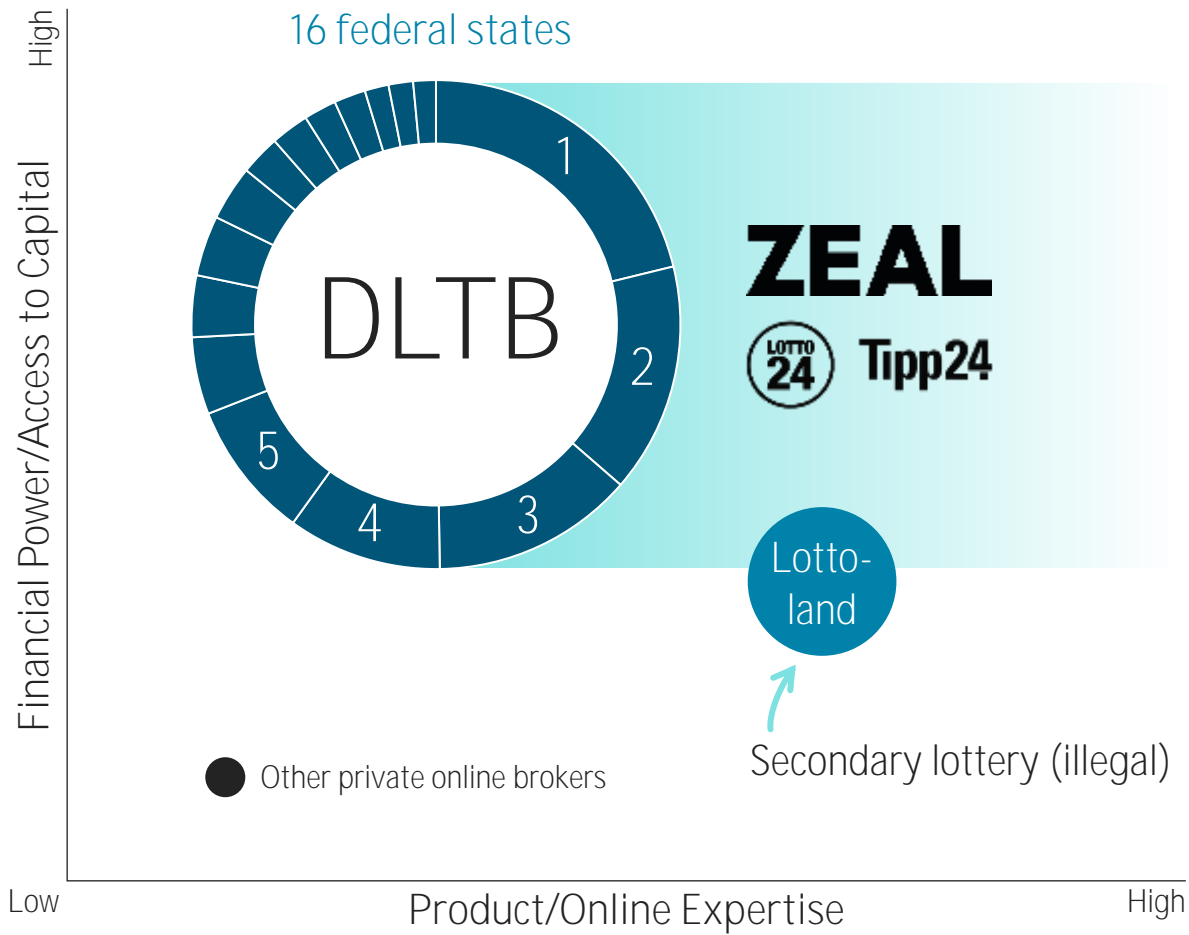 High
16 federal states
Financial Power/Access to Capital
1
2
3
4
5
DLTB
ZEAL
LOTTO
24
Tipp24
Lotto-
land
Secondary lottery (illegal)
Other private online brokers
Low
Product/Online Expertise
High